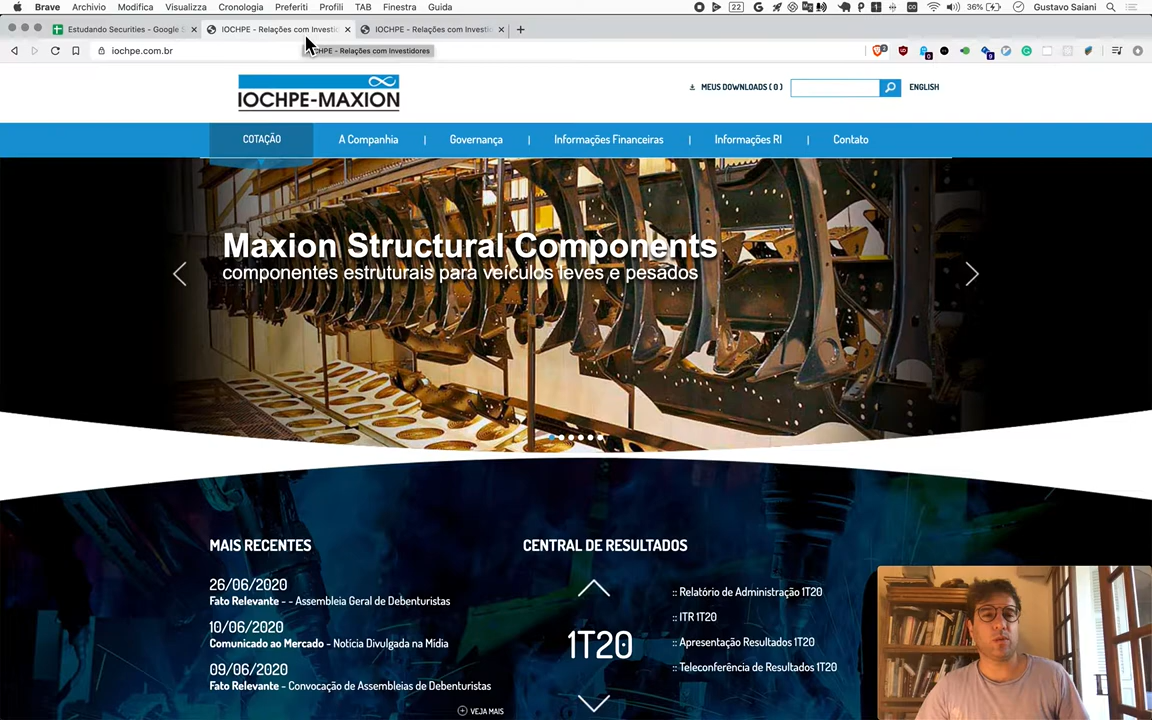 Brave Archivio Modifica Visualizza Cronologia Preferiti Profili TAB Finestra Guida 22 36% Gustavo Saiani
Estudando Securities - Google S IOCHPE - Relações com Investi IOCHPE - Relações com Investi
iochpe.com.br
IOCHPE - Relações com Investidores
IOCHPE-MAXION
MEUS DOWNLOADS ( 0 ) ENGLISH
COTAÇÃO A Companhia | Governança | Informações Financeiras | Informações RI | Contato
Maxion Structural Components
componentes estruturais para veículos leves e pesados
MAIS RECENTES
26/06/2020
Fato Relevante - - Assembleia Geral de Debenturistas
10/06/2020
Comunicado ao Mercado - Notícia Divulgada na Mídia
09/06/2020
Fato Relevante - Convocação de Assembleias de Debenturistas
VEJA MAIS
CENTRAL DE RESULTADOS
1T20
:: Relatório de Administração 1T20
:: ITR 1T20
:: Apresentação Resultados 1T20
:: Teleconferência de Resultados 1T20